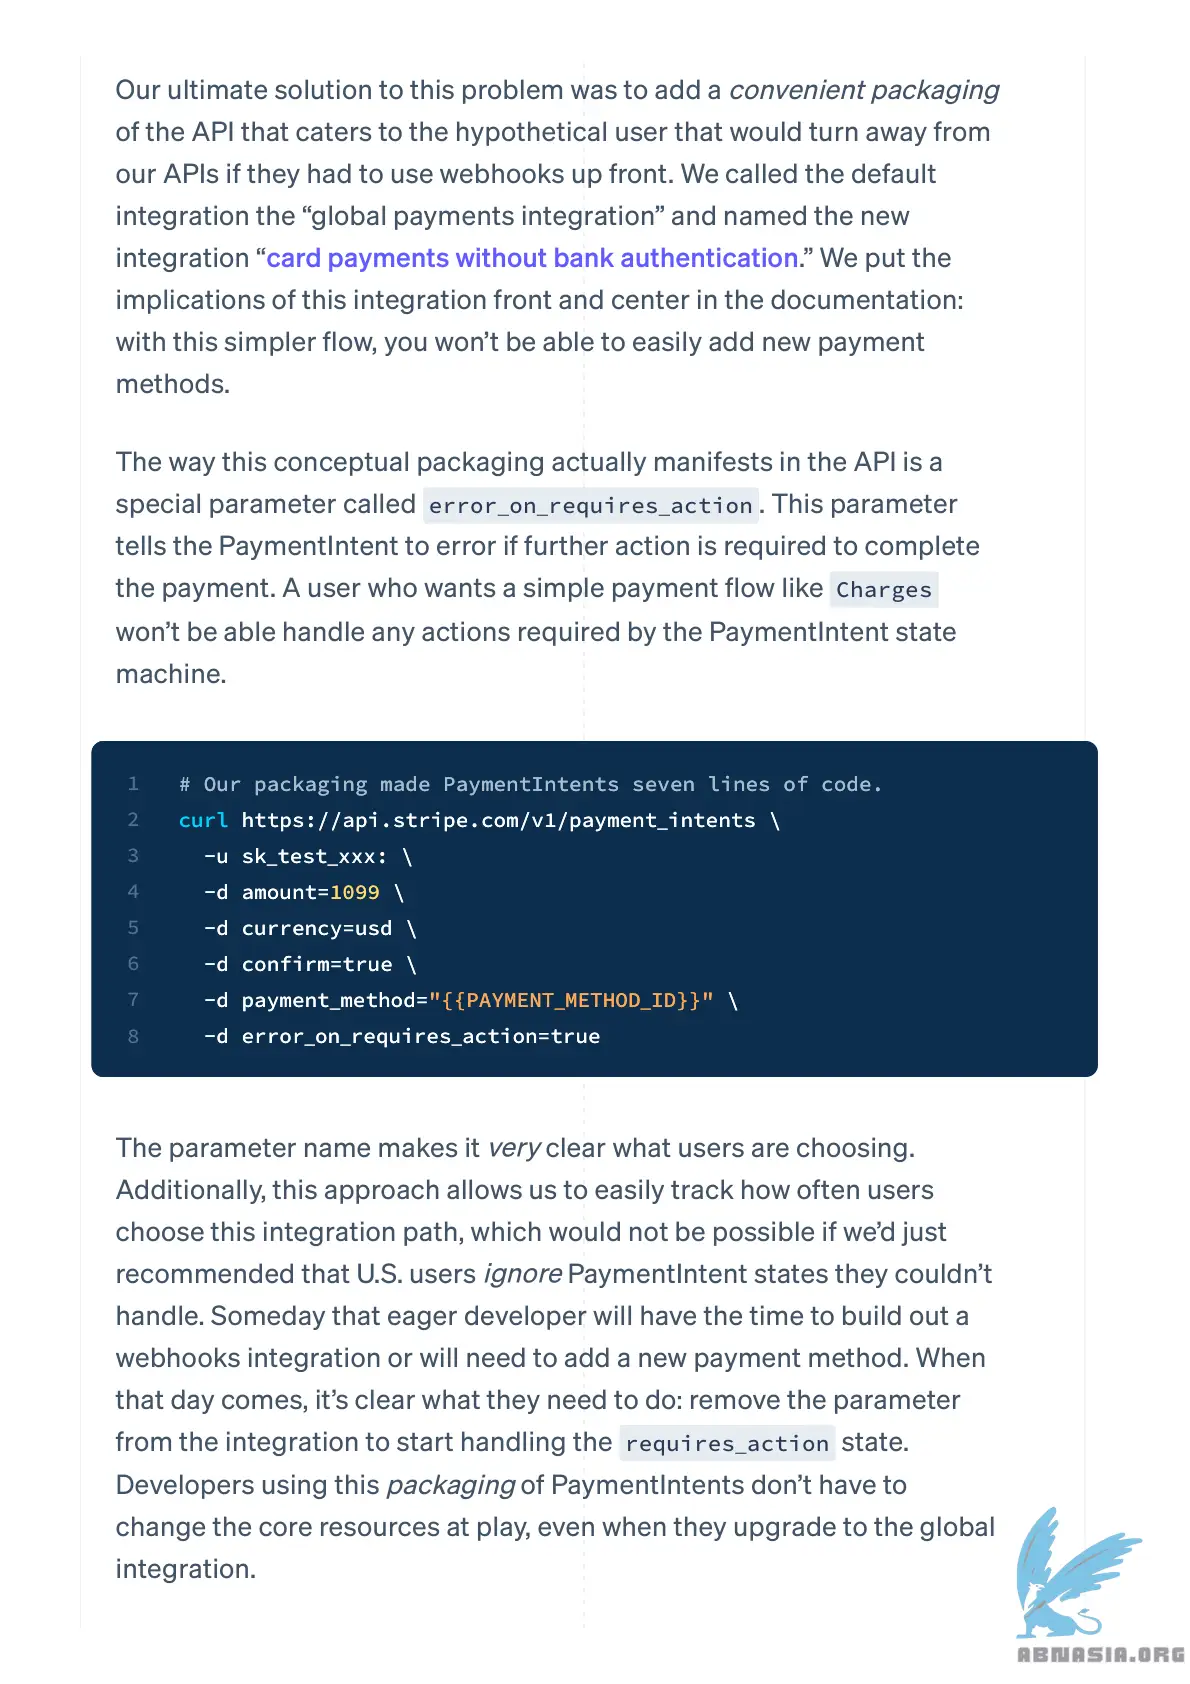 Our ultimate solution to this problem was to add a convenient packaging
of the API that caters to the hypothetical user that would turn away from
our APIs if they had to use webhooks up front. We called the default
integration the “global payments integration” and named the new
integration “card payments without bank authentication.” We put the
implications of this integration front and center in the documentation:
with this simpler flow, you won’t be able to easily add new payment
methods.
The way this conceptual packaging actually manifests in the API is a
special parameter called error_on_requires_action. This parameter
tells the PaymentIntent to error if further action is required to complete
the payment. A user who wants a simple payment flow like Charges
won’t be able handle any actions required by the PaymentIntent state
machine.
1 # Our packaging made PaymentIntents seven lines of code.
2 curl https://api.stripe.com/v1/payment_intents \
3 -u sk_test_xxx: \
4 -d amount=1099 \
5 -d currency=usd \
6 -d confirm=true \
7 -d payment_method="{{PAYMENT_METHOD_ID}}" \
8 -d error_on_requires_action=true
The parameter name makes it very clear what users are choosing.
Additionally, this approach allows us to easily track how often users
choose this integration path, which would not be possible if we’d just
recommended that U.S. users ignore PaymentIntent states they couldn’t
handle. Someday that eager developer will have the time to build out a
webhooks integration or will need to add a new payment method. When
that day comes, it’s clear what they need to do: remove the parameter
from the integration to start handling the requires_action state.
Developers using this packaging of PaymentIntents don’t have to
change the core resources at play, even when they upgrade to the global
integration.
ABNASIA.ORG